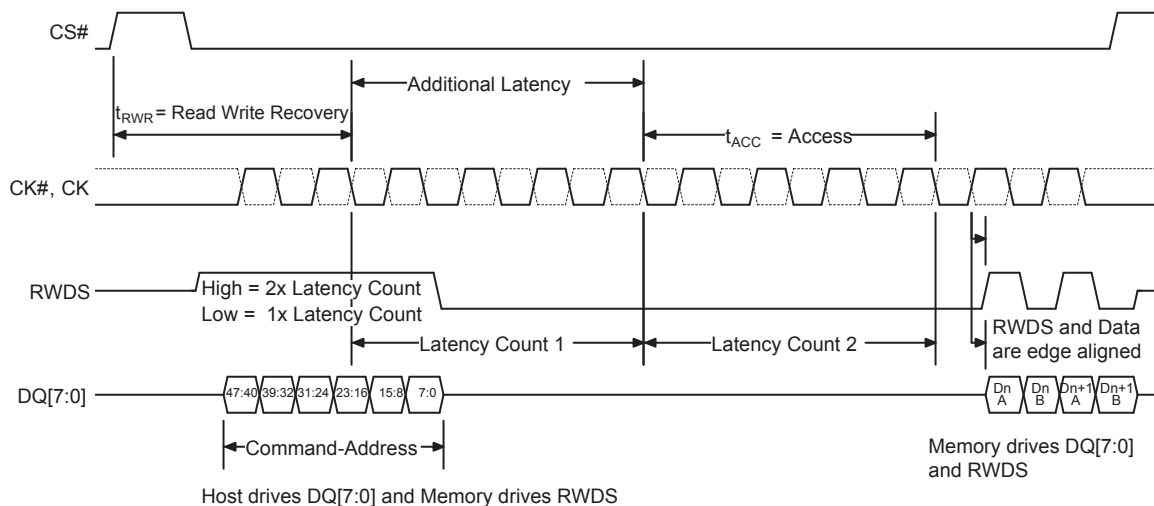 CS#
Additional Latency
tRWR = Read Write Recovery
tACC = Access
CK#, CK
RWDS
High = 2x Latency Count
Low = 1x Latency Count
Latency Count 1
Latency Count 2
RWDS and Data
are edge aligned
DQ[7:0]
47:40 39:32 31:24 23:16 15:8 7:0
Dn
A
Dn
B
Dn+1
A
Dn+1
B
Command-Address
Memory drives DQ[7:0]
and RWDS
Host drives DQ[7:0] and Memory drives RWDS